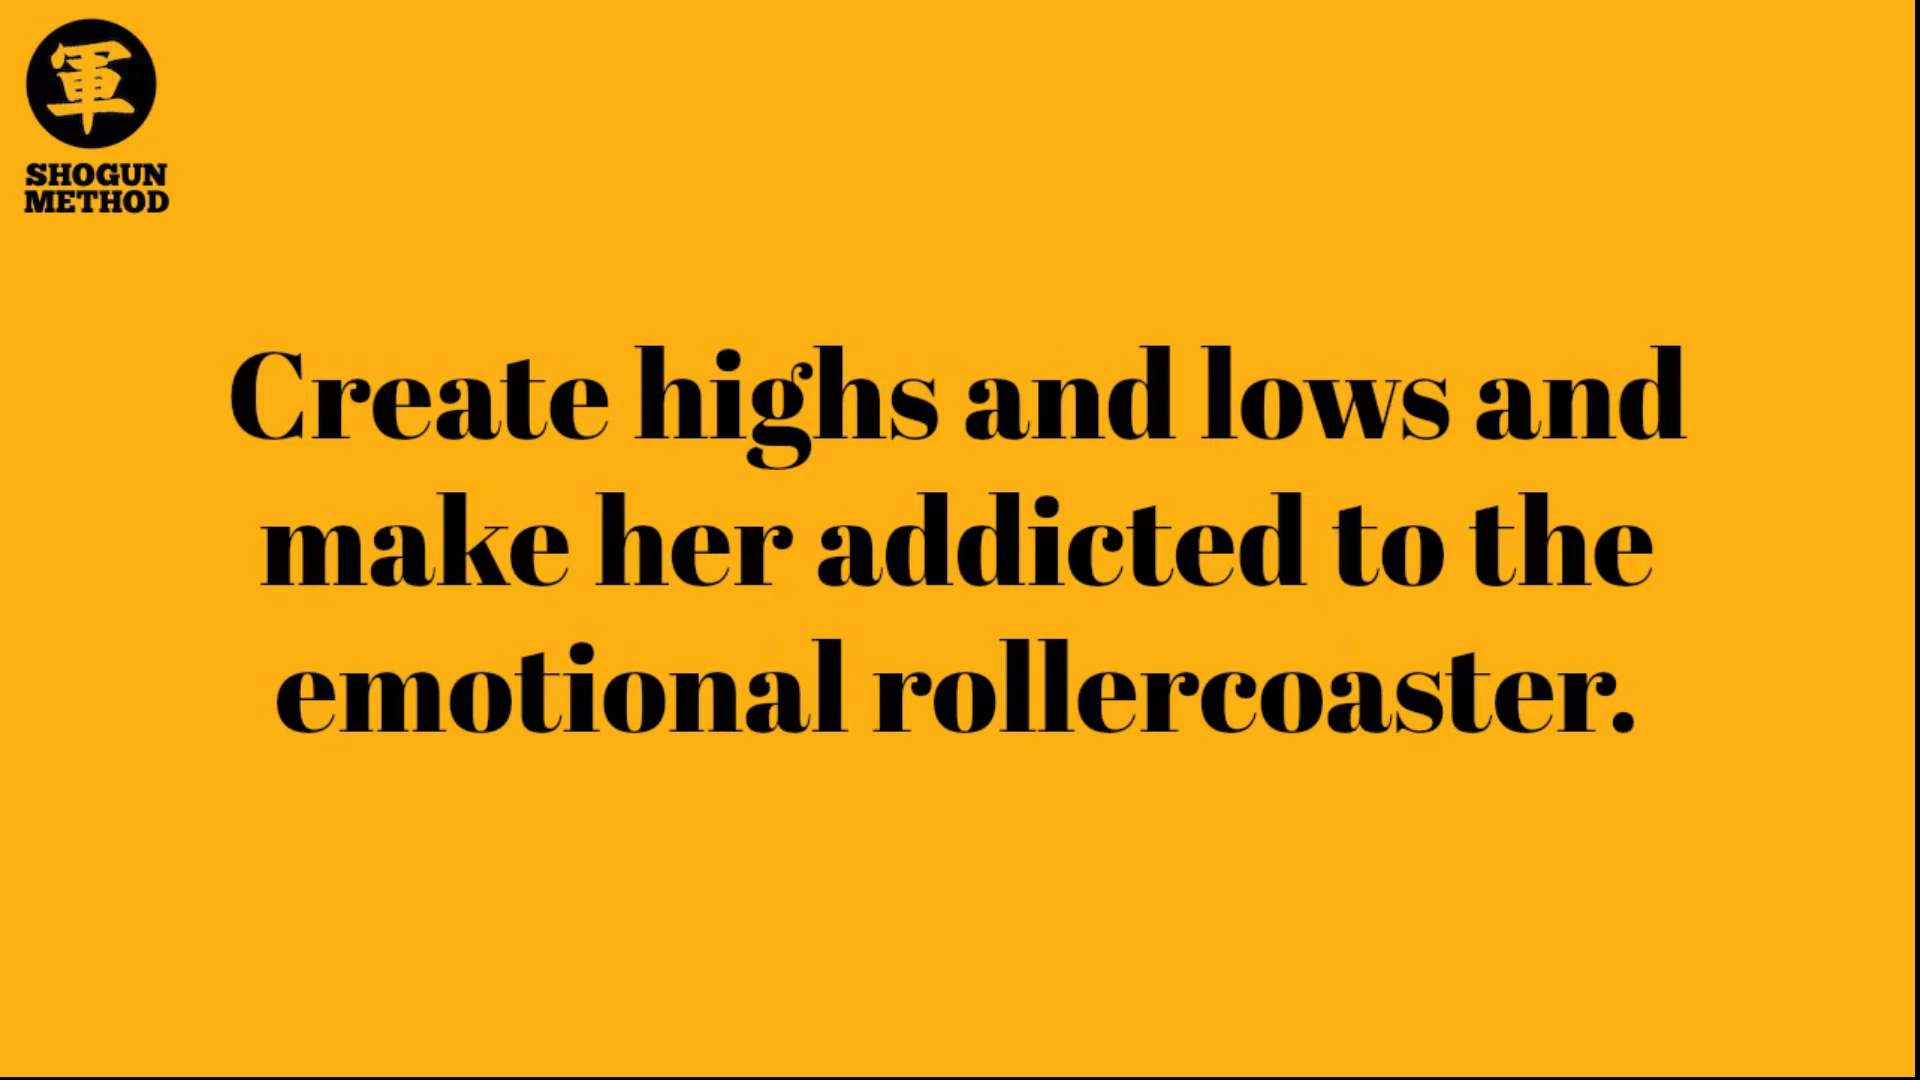 軍
SHOGUN
METHOD
Create highs and lows and
make her addicted to the
emotional rollercoaster.